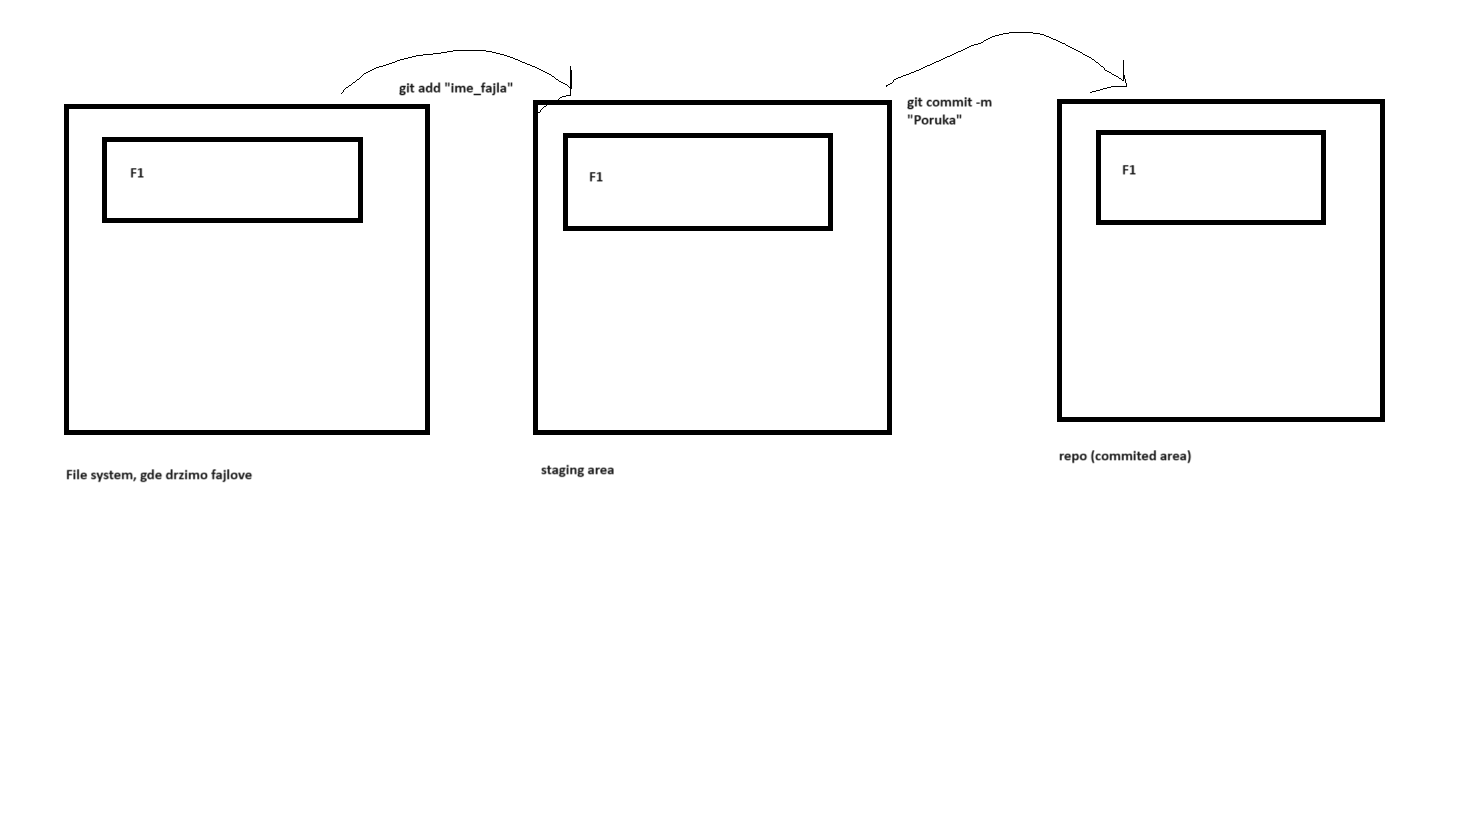 git add "ime_fajla"
git commit -m
"Poruka"
F1
F1
F1
File system, gde drzimo fajlove
staging area
repo (commited area)